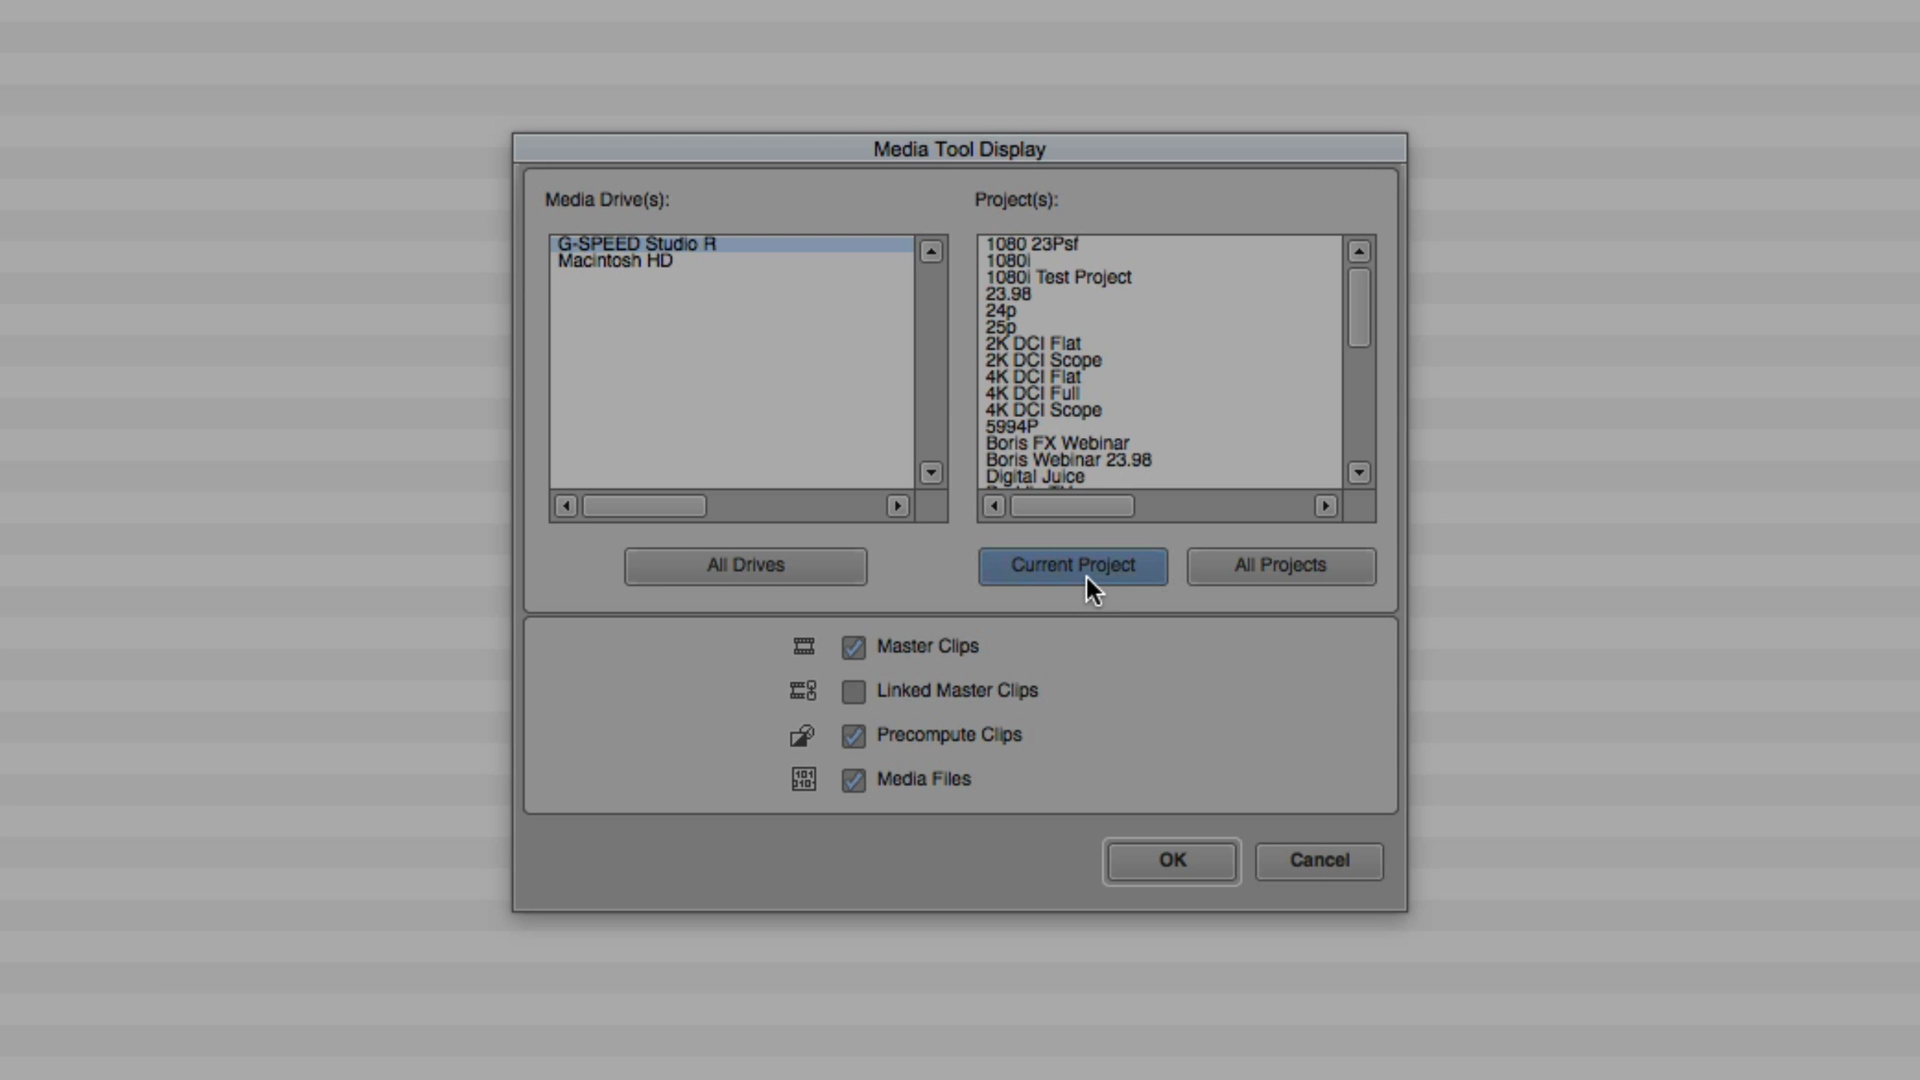 Media Tool Display
Media Drive(s):
Project(s):
G-SPEED Studio R
Macintosh HD
1080 23Psf
1080i
1080i Test Project
23.98
24p
25p
2K DCI Flat
2K DCI Scope
4K DCI Flat
4K DCI Full
4K DCI Scope
5994P
Boris FX Webinar
Boris Webinar 23.98
Digital Juice
All Drives
Current Project
All Projects
Master Clips
Linked Master Clips
Precompute Clips
Media Files
OK
Cancel